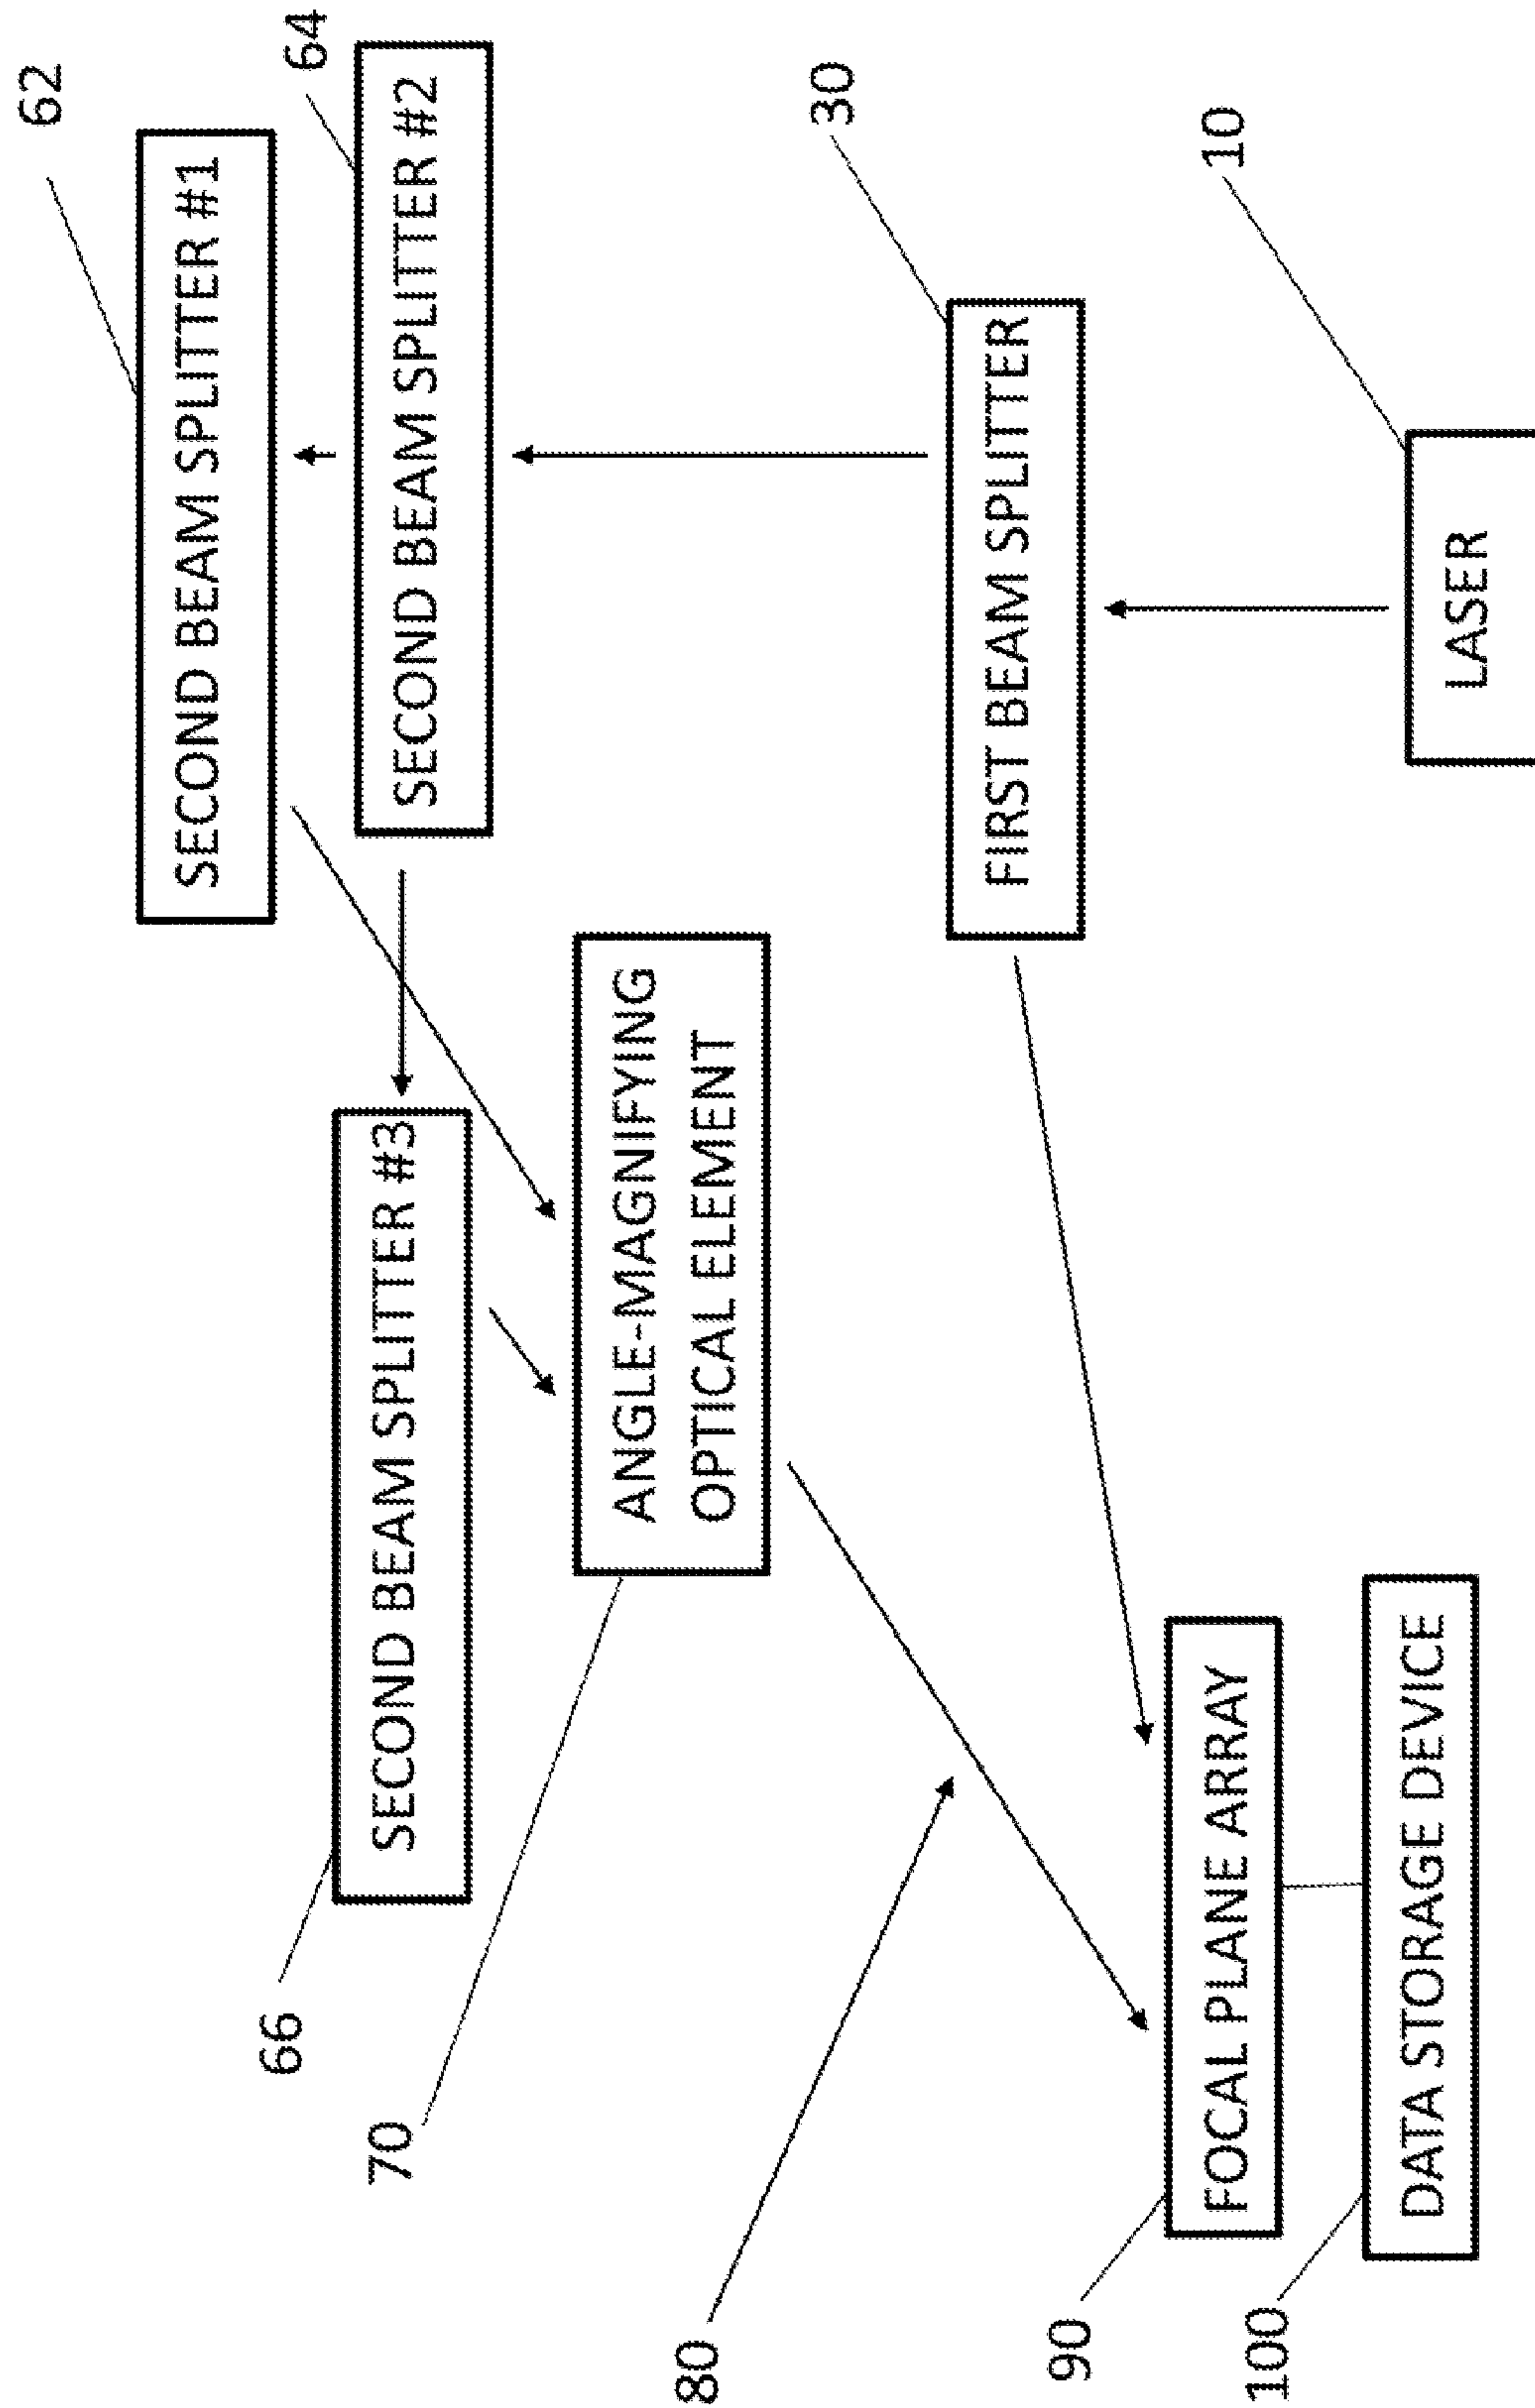 62
SECOND BEAM SPLITTER #1
64
SECOND BEAM SPLITTER #2
66
SECOND BEAM SPLITTER #3
70
ANGLE-MAGNIFYING
OPTICAL ELEMENT
80
30
FIRST BEAM SPLITTER
90
FOCAL PLANE ARRAY
10
LASER
100
DATA STORAGE DEVICE